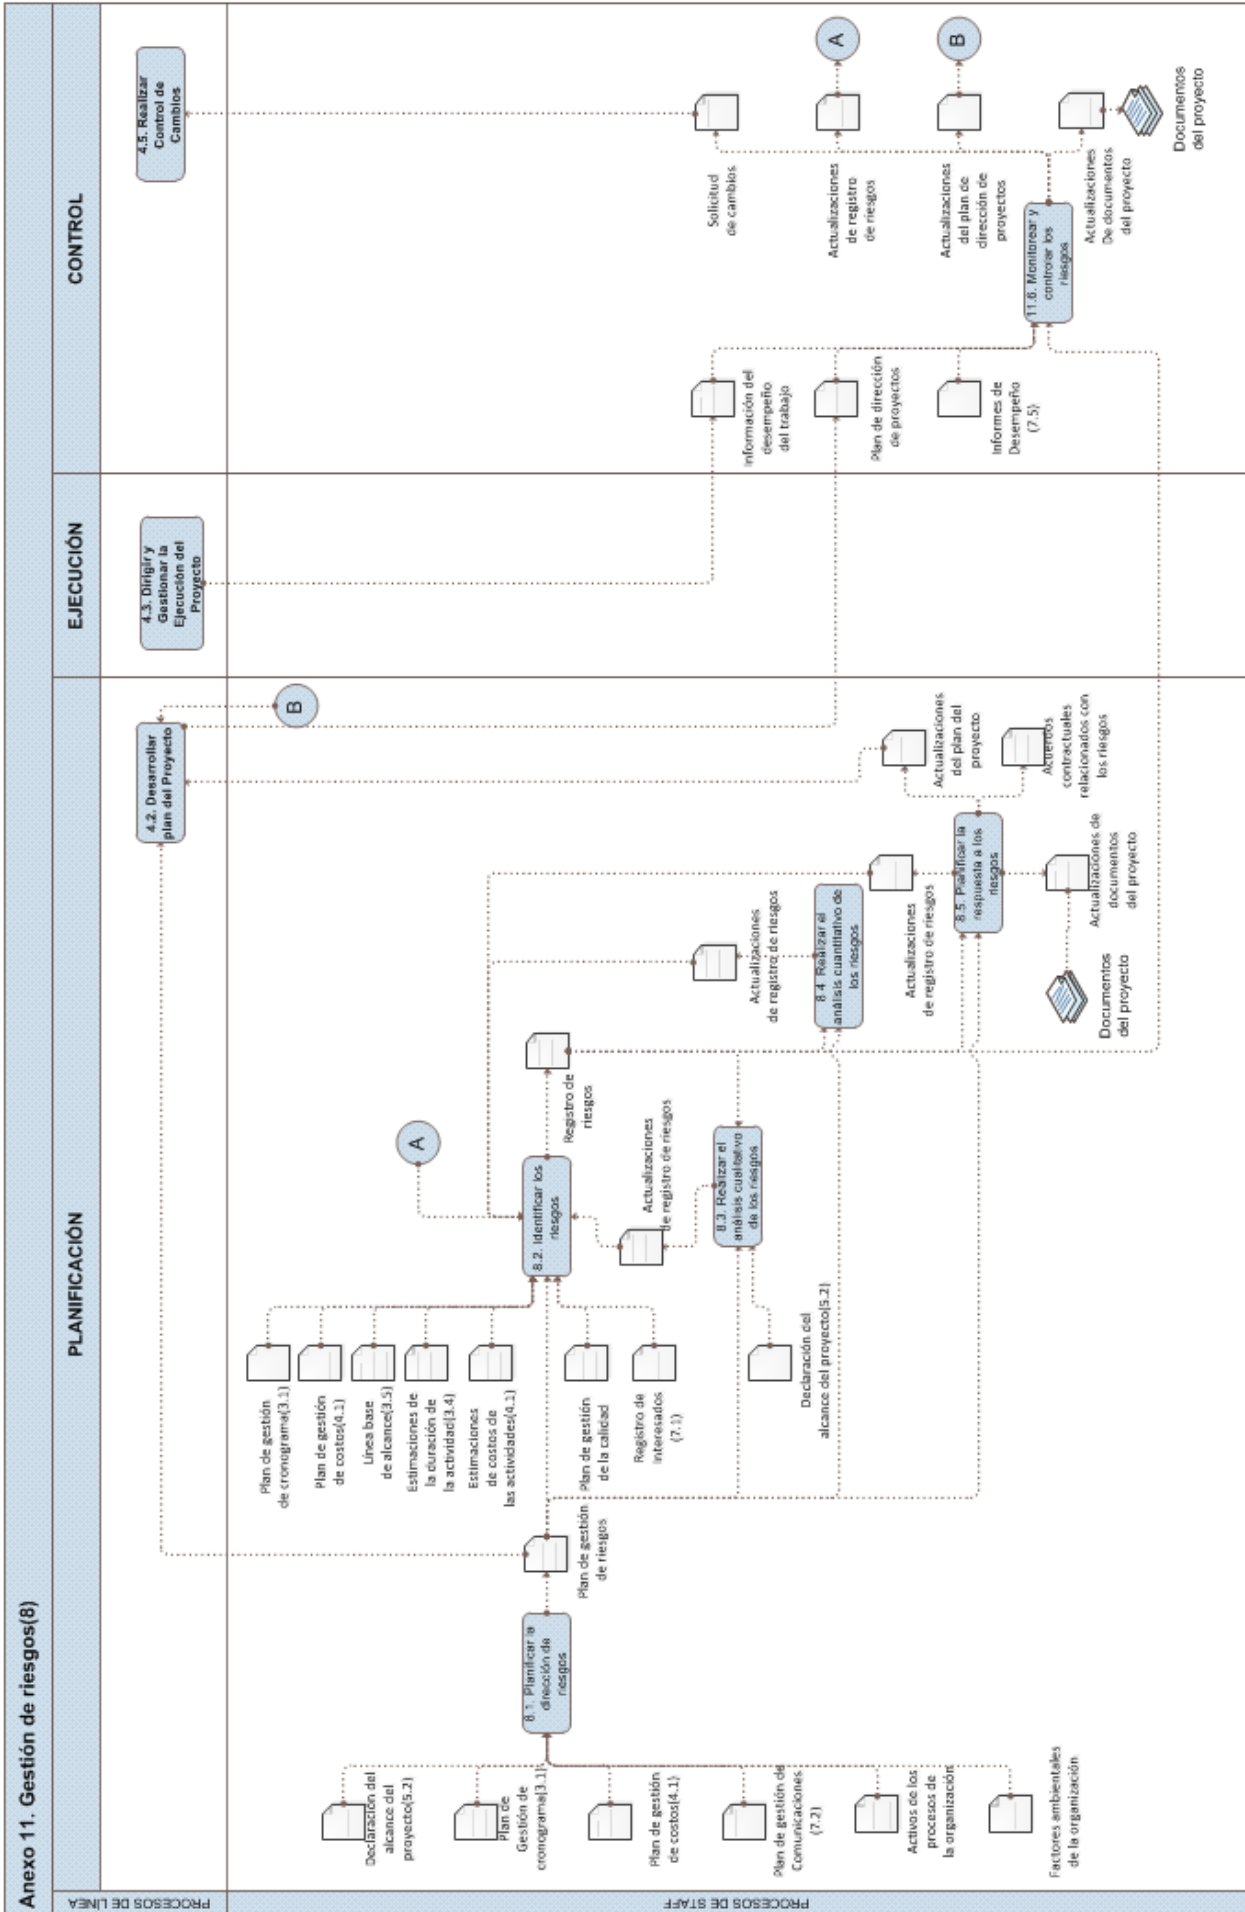 Anexo 11. Gestión de riesgos(8)
PLANIFICACIÓN
EJECUCIÓN
CONTROL
PROCESOS DE LÍNEA
4.2. Desarrollar
plan del Proyecto
4.3. Dirigir y
Gestionar la
Ejecución del
Proyecto
4.5. Realizar
Control de
Cambios
PROCESOS DE STAFF
Declaración del
alcance del
proyecto(5.2)
Plan de
Gestión de
cronograma(3.1)
Plan de gestión
de costos(4.1)
Plan de gestión de
Comunicaciones
(7.2)
Activos de los
procesos de
la organización
Factores ambientales
de la organización
8.1. Planificar la
dirección de
riesgos
Plan de gestión
de riesgos
Plan de gestión
de cronograma(3.1)
Plan de gestión
de costos(4.1)
Línea base
de alcance(3.5)
Estimaciones de
la duración de
la actividad(3.4)
Estimaciones
de costos de
las actividades(4.1)
Plan de gestión
de la calidad
Registro de
Interesados
(7.1)
Declaración del
alcance del proyecto(5.2)
A
8.2. Identificar los
riesgos
Registro de
riesgos
Actualizaciones
de registro de riesgos
8.3. Realizar el
análisis cualitativo
de los riesgos
Actualizaciones
de registro de riesgos
8.4. Realizar el
análisis cuantitativo de
los riesgos
Actualizaciones
de registro de riesgos
8.5. Planificar la
respuesta a los
riesgos
Documentos
del proyecto
Actualizaciones de
documentos
del proyecto
B
Actualizaciones
del plan del
proyecto
Acuerdos
contractuales
relacionados con
los riesgos
Información del
desempeño
del trabajo
Plan de dirección
de proyectos
Informes de
Desempeño
(7.5)
11.6. Monitorear y
controlar los
riesgos
Solicitud
de cambios
Actualizaciones
de registro
de riesgos
Actualizaciones
del plan de
dirección de
proyectos
Actualizaciones
De documentos
del proyecto
A
B
Documentos
del proyecto